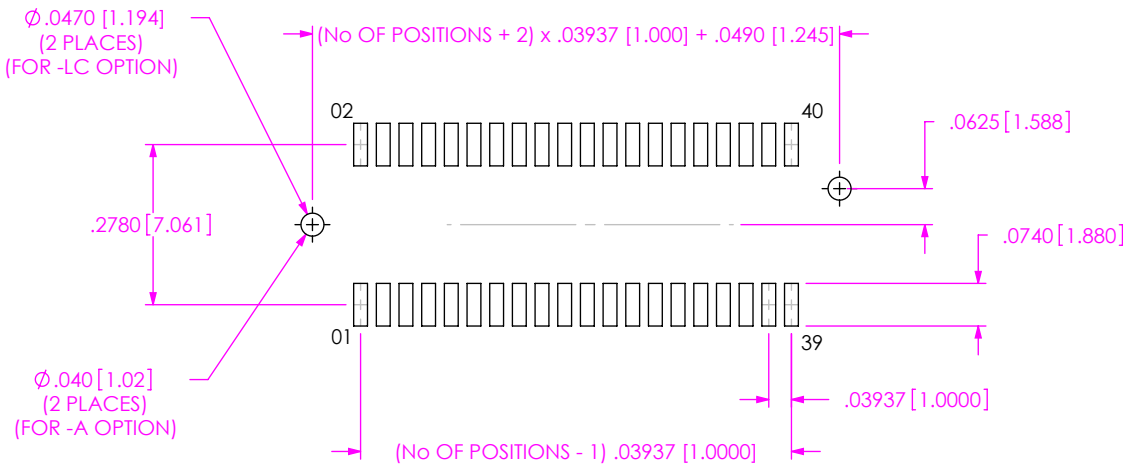 Ø.0470 [1.194]
(2 PLACES)
(FOR -LC OPTION)
(No OF POSITIONS + 2) x .03937 [1.000] + .0490 [1.245]
02
40
.0625 [1.588]
.2780 [7.061]
.0740 [1.880]
01
39
Ø.040 [1.02]
(2 PLACES)
(FOR -A OPTION)
.03937 [1.0000]
(No OF POSITIONS - 1) .03937 [1.0000]